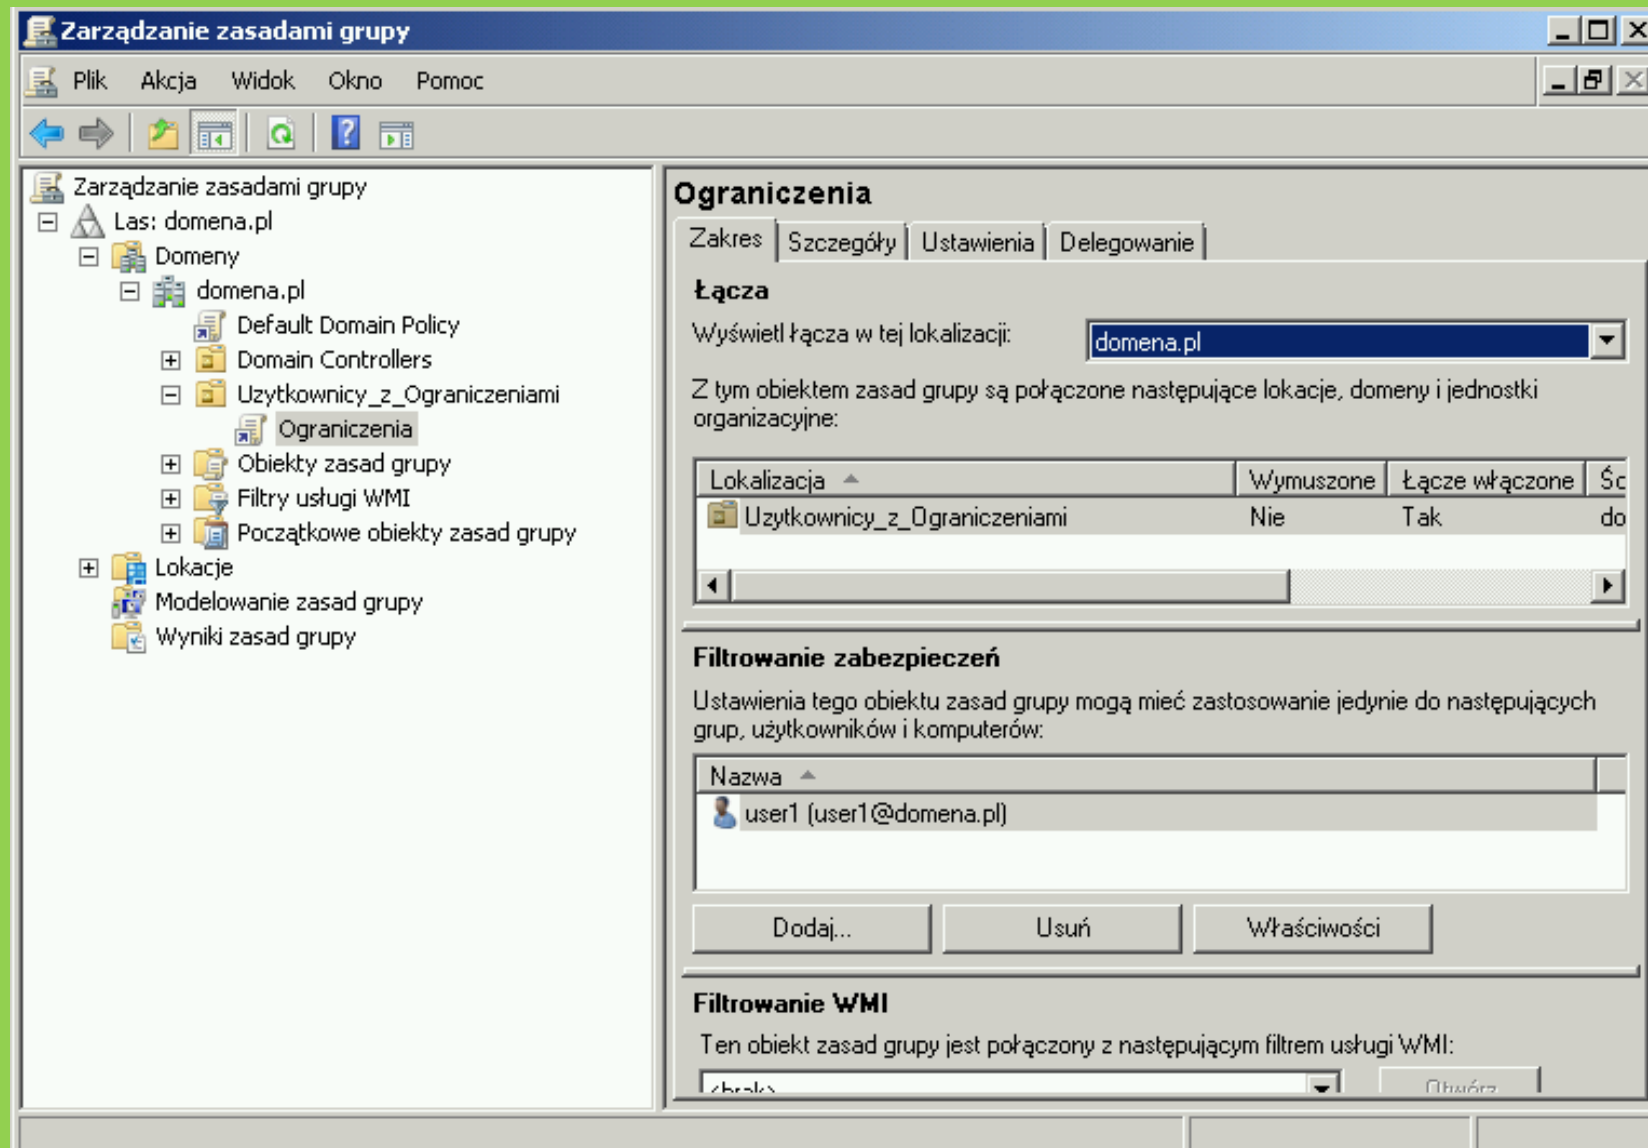 Zarządzanie zasadami grupy
Plik Akcja Widok Okno Pomoc
Zarządzanie zasadami grupy
Las: domena.pl
Domeny
domena.pl
Default Domain Policy
Domain Controllers
Uzytkownicy_z_Ograniczeniami
Ograniczenia
Obiekty zasad grupy
Filtry usługi WMI
Początkowe obiekty zasad grupy
Lokacje
Modelowanie zasad grupy
Wyniki zasad grupy
Ograniczenia
Zakres Szczegóły Ustawienia Delegowanie
Łącza
Wyświetl łącza w tej lokalizacji: domena.pl
Z tym obiektem zasad grupy są połączone następujące lokacje, domeny i jednostki
organizacyjne:
Lokalizacja Wymuszone Łącze włączone Śc
Uzytkownicy_z_Ograniczeniami Nie Tak do
Filtrowanie zabezpieczeń
Ustawienia tego obiektu zasad grupy mogą mieć zastosowanie jedynie do następujących
grup, użytkowników i komputerów:
Nazwa
user1 (user1@domena.pl)
Dodaj... Usuń Właściwości
Filtrowanie WMI
Ten obiekt zasad grupy jest połączony z następującym filtrem usługi WMI:
<brak> Otwórz